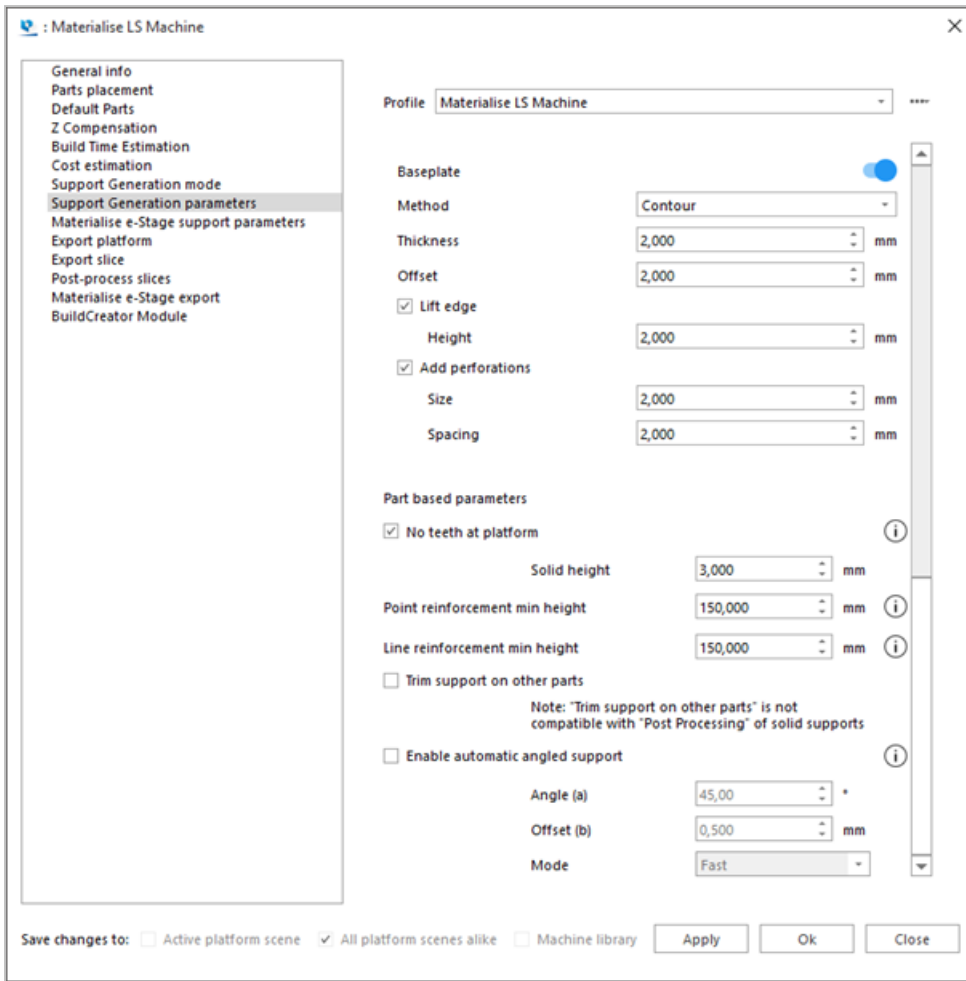 : Materialise LS Machine
General info
Parts placement
Default Parts
Z Compensation
Build Time Estimation
Cost estimation
Support Generation mode
Support Generation parameters
Materialise e-Stage support parameters
Export platform
Export slice
Post-process slices
Materialise e-Stage export
BuildCreator Module
Profile Materialise LS Machine
Baseplate
Method Contour
Thickness 2,000 mm
Offset 2,000 mm
Lift edge
Height 2,000 mm
Add perforations
Size 2,000 mm
Spacing 2,000 mm
Part based parameters
No teeth at platform
Solid height 3,000 mm
Point reinforcement min height 150,000 mm
Line reinforcement min height 150,000 mm
Trim support on other parts
Note: "Trim support on other parts" is not
compatible with "Post Processing" of solid supports
Enable automatic angled support
Angle (a) 45,00 °
Offset (b) 0,500 mm
Mode Fast
Save changes to: Active platform scene All platform scenes alike Machine library Apply Ok Close